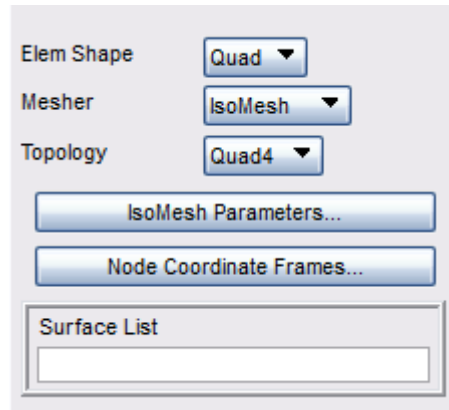 Elem Shape Quad
Mesher IsoMesh
Topology Quad4
IsoMesh Parameters...
Node Coordinate Frames...
Surface List